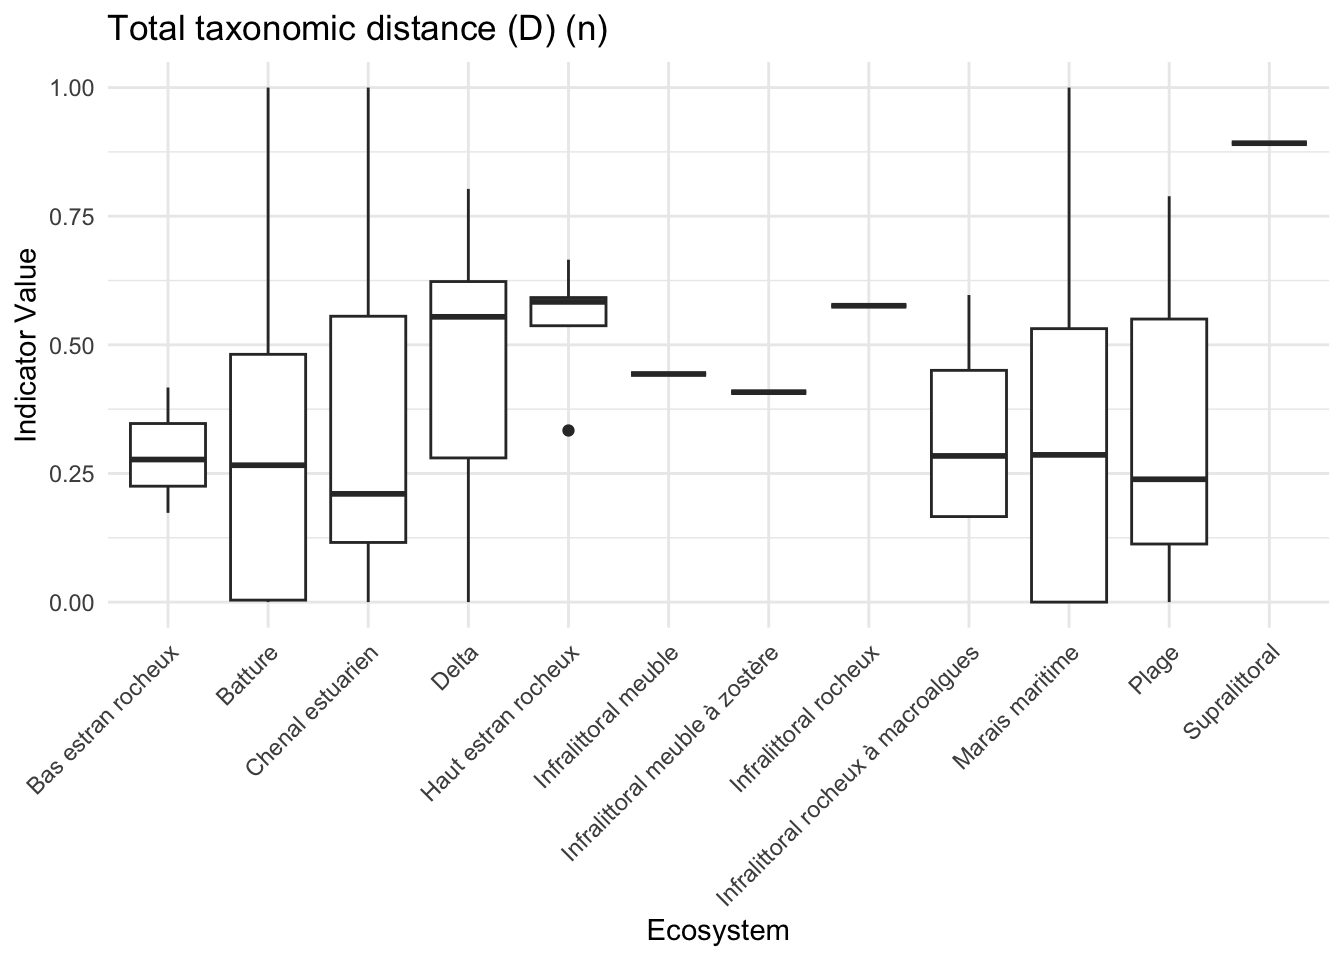 Total taxonomic distance (D) (n)
Indicator Value
1.00
0.75
0.50
0.25
0.00
Bas estran rocheux
Batture
Chenal estuarien
Delta
Haut estran rocheux
Infralittoral meuble
Infralittoral meuble à zostère
Infralittoral rocheux
Infralittoral rocheux à macroalgues
Marais maritime
Plage
Supralittoral
Ecosystem